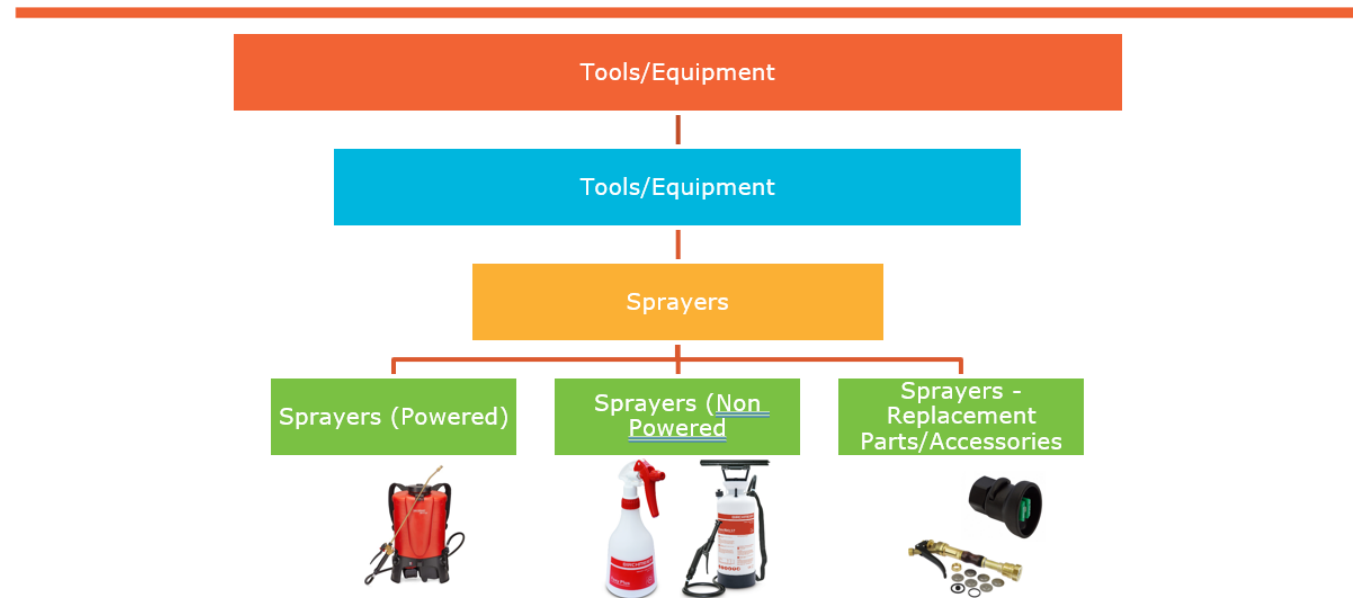 Tools/Equipment
Tools/Equipment
Sprayers
Sprayers (Powered)
Sprayers (Non
Powered
Sprayers -
Replacement
Parts/Accessories